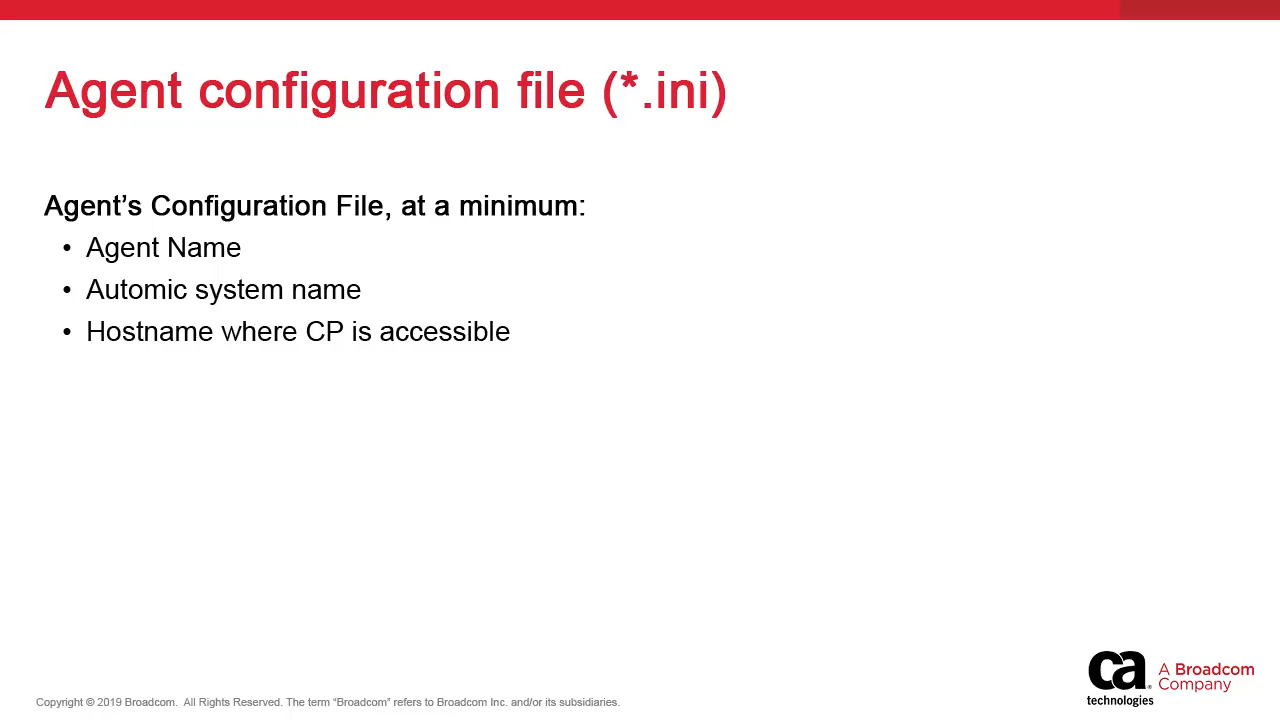 Agent configuration file (*.ini)
Agent’s Configuration File, at a minimum:
• Agent Name
• Automic system name
• Hostname where CP is accessible
Copyright © 2019 Broadcom. All Rights Reserved. The term “Broadcom” refers to Broadcom Inc. and/or its subsidiaries.
ca
technologies
A Broadcom
Company